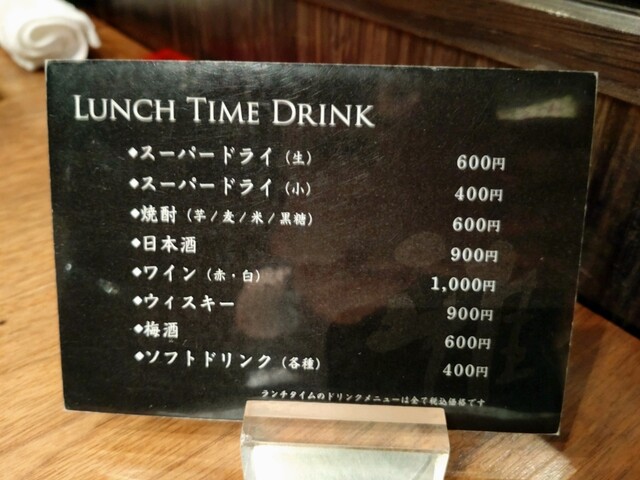 LUNCH TIME DRINK
◆スーパードライ（生） 600円
◆スーパードライ（小） 400円
◆焼酎（芋/麦/米/黒糖） 600円
◆日本酒 900円
◆ワイン（赤・白） 1,000円
◆ウィスキー 900円
◆梅酒 600円
◆ソフトドリンク（各種） 400円
ランチタイムのドリンクメニューは全て税込価格です